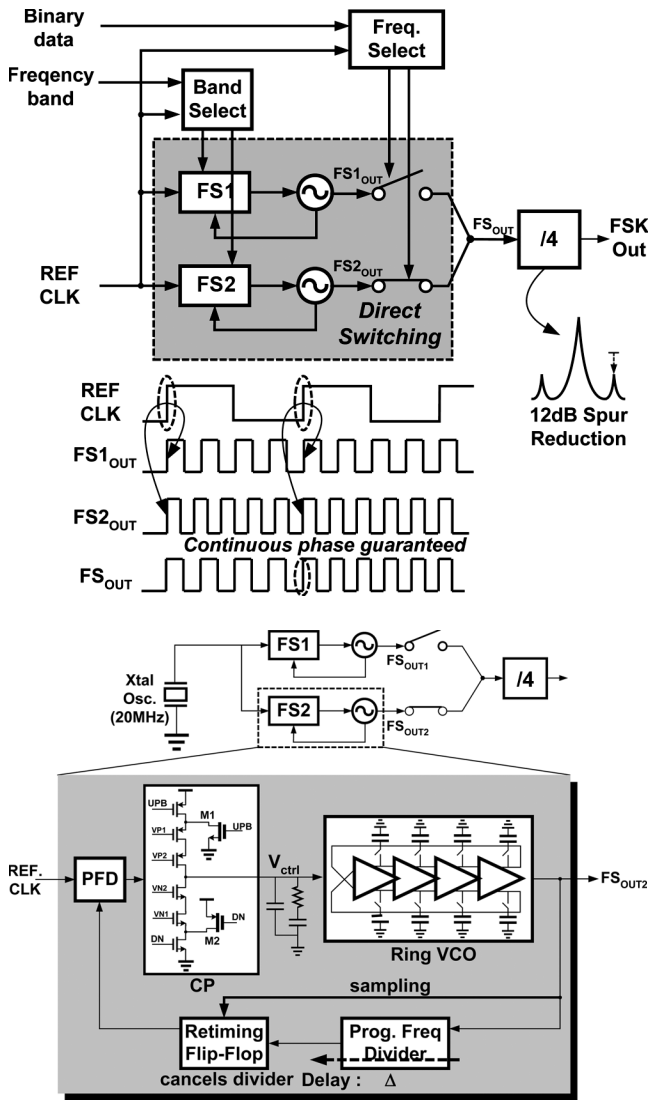 Binary
data
Freq.
Select
Freqency
band
Band
Select
FS1
FS1OUT
FSOUT
/4
FSK
Out
REF
CLK
FS2
FS2OUT
Direct
Switching
12dB Spur
Reduction
REF
CLK
FS1OUT
FS2OUT
Continuous phase guaranteed
FSOUT
Xtal
Osc.
(20MHz)
FS1
FSOUT1
FS2
FSOUT2
/4
REF.
CLK
PFD
UPB
M1
UPB
VP1
VP2
VN2
VN1
DN
DN
M2
CP
Vctrl
Ring VCO
FSOUT2
sampling
Retiming
Flip-Flop
Prog. Freq
Divider
cancels divider Delay : Δ